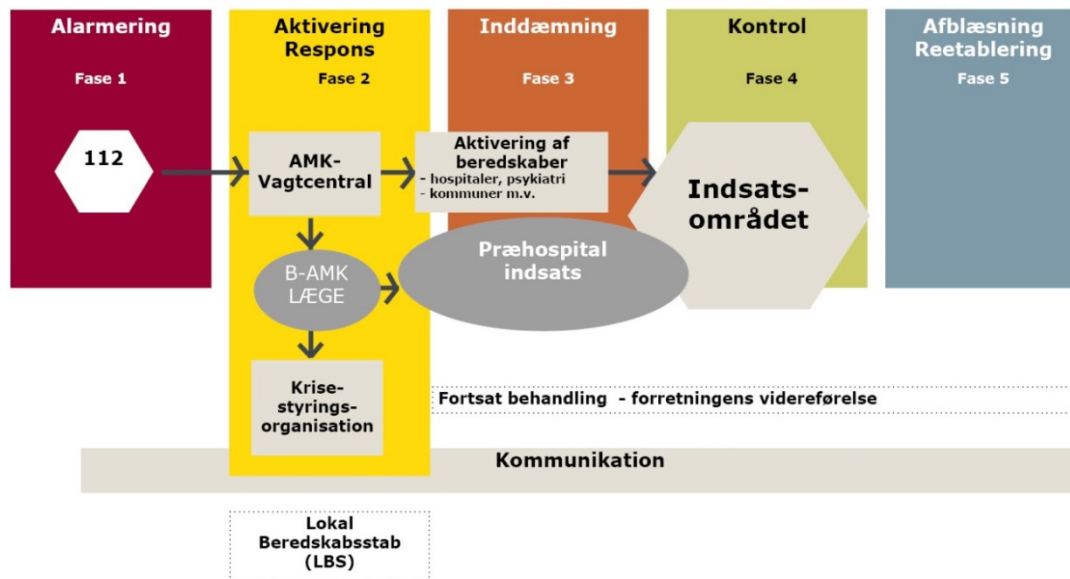 Alarmering
Fase 1
112
Aktivering
Respons
Fase 2
AMK-
Vagtcentral
B-AMK
LÆGE
Krise-
styrings-
organisation
Inddæmning
Fase 3
Aktivering af
beredskaber
- hospitaler, psykiatri
- kommuner m.v.
Præhospital
indsats
Kontrol
Fase 4
Indsats-
området
Afblæsning
Reetablering
Fase 5
Fortsat behandling - forretningens videreførelse
Kommunikation
Lokal
Beredskabsstab
(LBS)